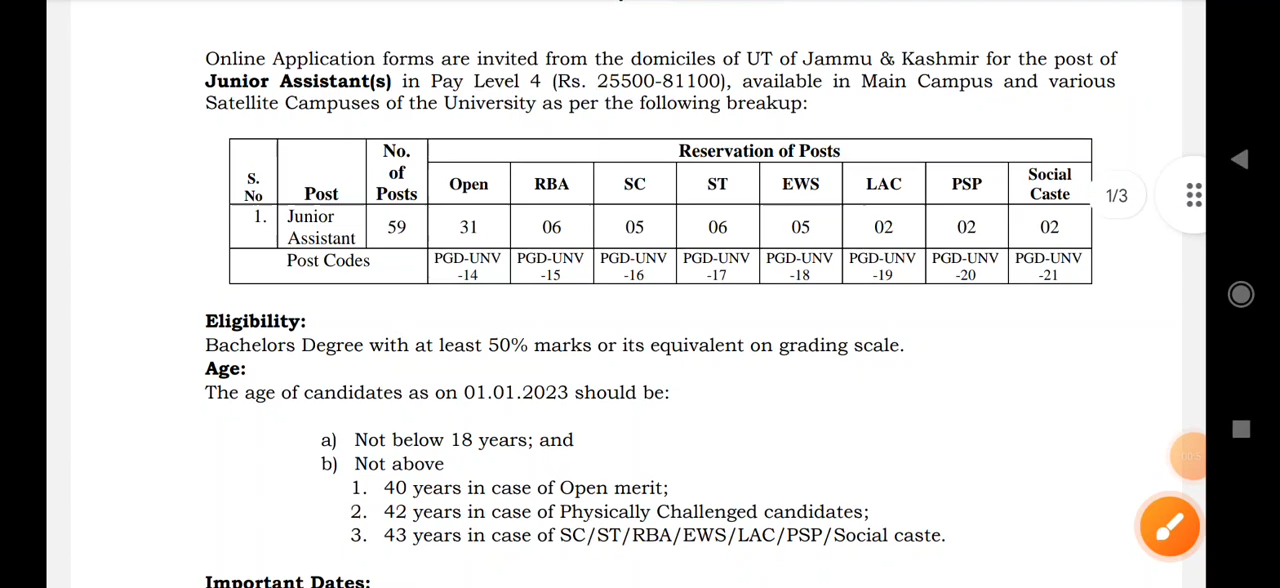 Online Application forms are invited from the domiciles of UT of Jammu & Kashmir for the post of
Junior Assistant(s) in Pay Level 4 (Rs. 25500-81100), available in Main Campus and various
Satellite Campuses of the University as per the following breakup:
S. No | Post | No. of Posts | Reservation of Posts
Open | RBA | SC | ST | EWS | LAC | PSP | Social Caste
1. | Junior Assistant | 59 | 31 | 06 | 05 | 06 | 05 | 02 | 02 | 02
Post Codes | PGD-UNV -14 | PGD-UNV -15 | PGD-UNV -16 | PGD-UNV -17 | PGD-UNV -18 | PGD-UNV -19 | PGD-UNV -20 | PGD-UNV -21
1/3
Eligibility:
Bachelors Degree with at least 50% marks or its equivalent on grading scale.
Age:
The age of candidates as on 01.01.2023 should be:
a) Not below 18 years; and
b) Not above
1. 40 years in case of Open merit;
2. 42 years in case of Physically Challenged candidates;
3. 43 years in case of SC/ST/RBA/EWS/LAC/PSP/Social caste.
Important Dates: